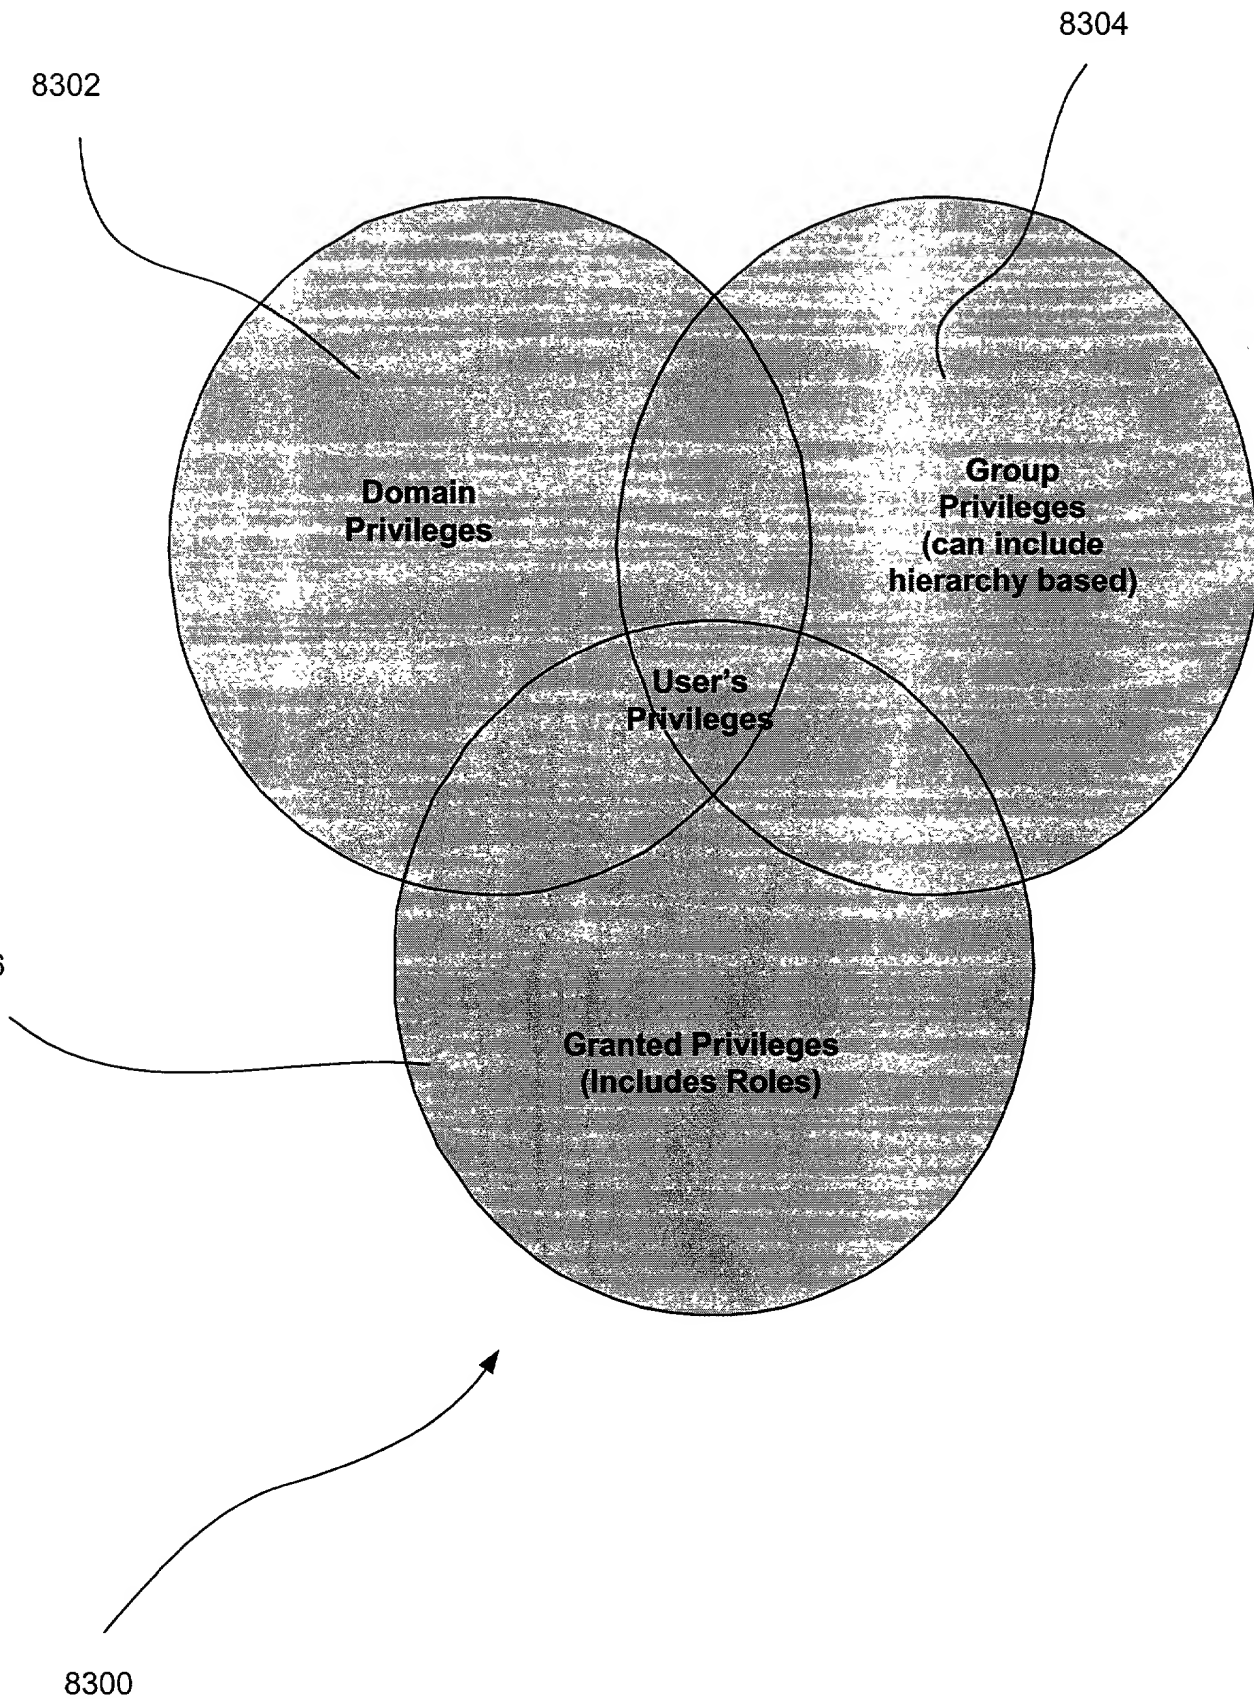 8304
8302
Domain
Privileges
Group
Privileges
(can include
hierarchy based)
User's
Privileges
6
Granted Privileges
(Includes Roles)
8300